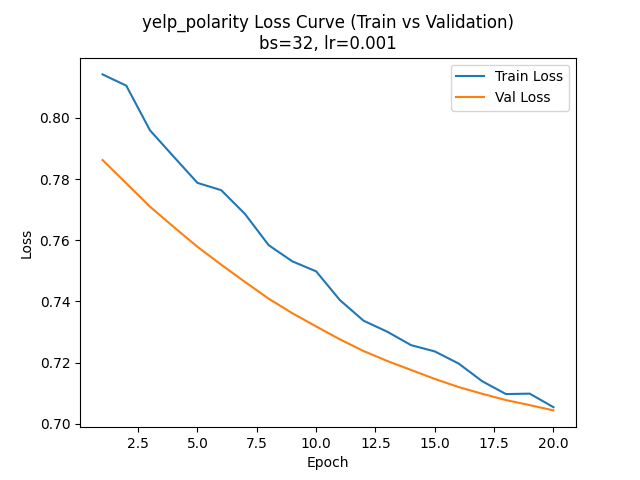 yelp_polarity Loss Curve (Train vs Validation)
bs=32, lr=0.001
Train Loss
Val Loss
0.80
0.78
0.76
0.74
0.72
0.70
Loss
2.5 5.0 7.5 10.0 12.5 15.0 17.5 20.0
Epoch